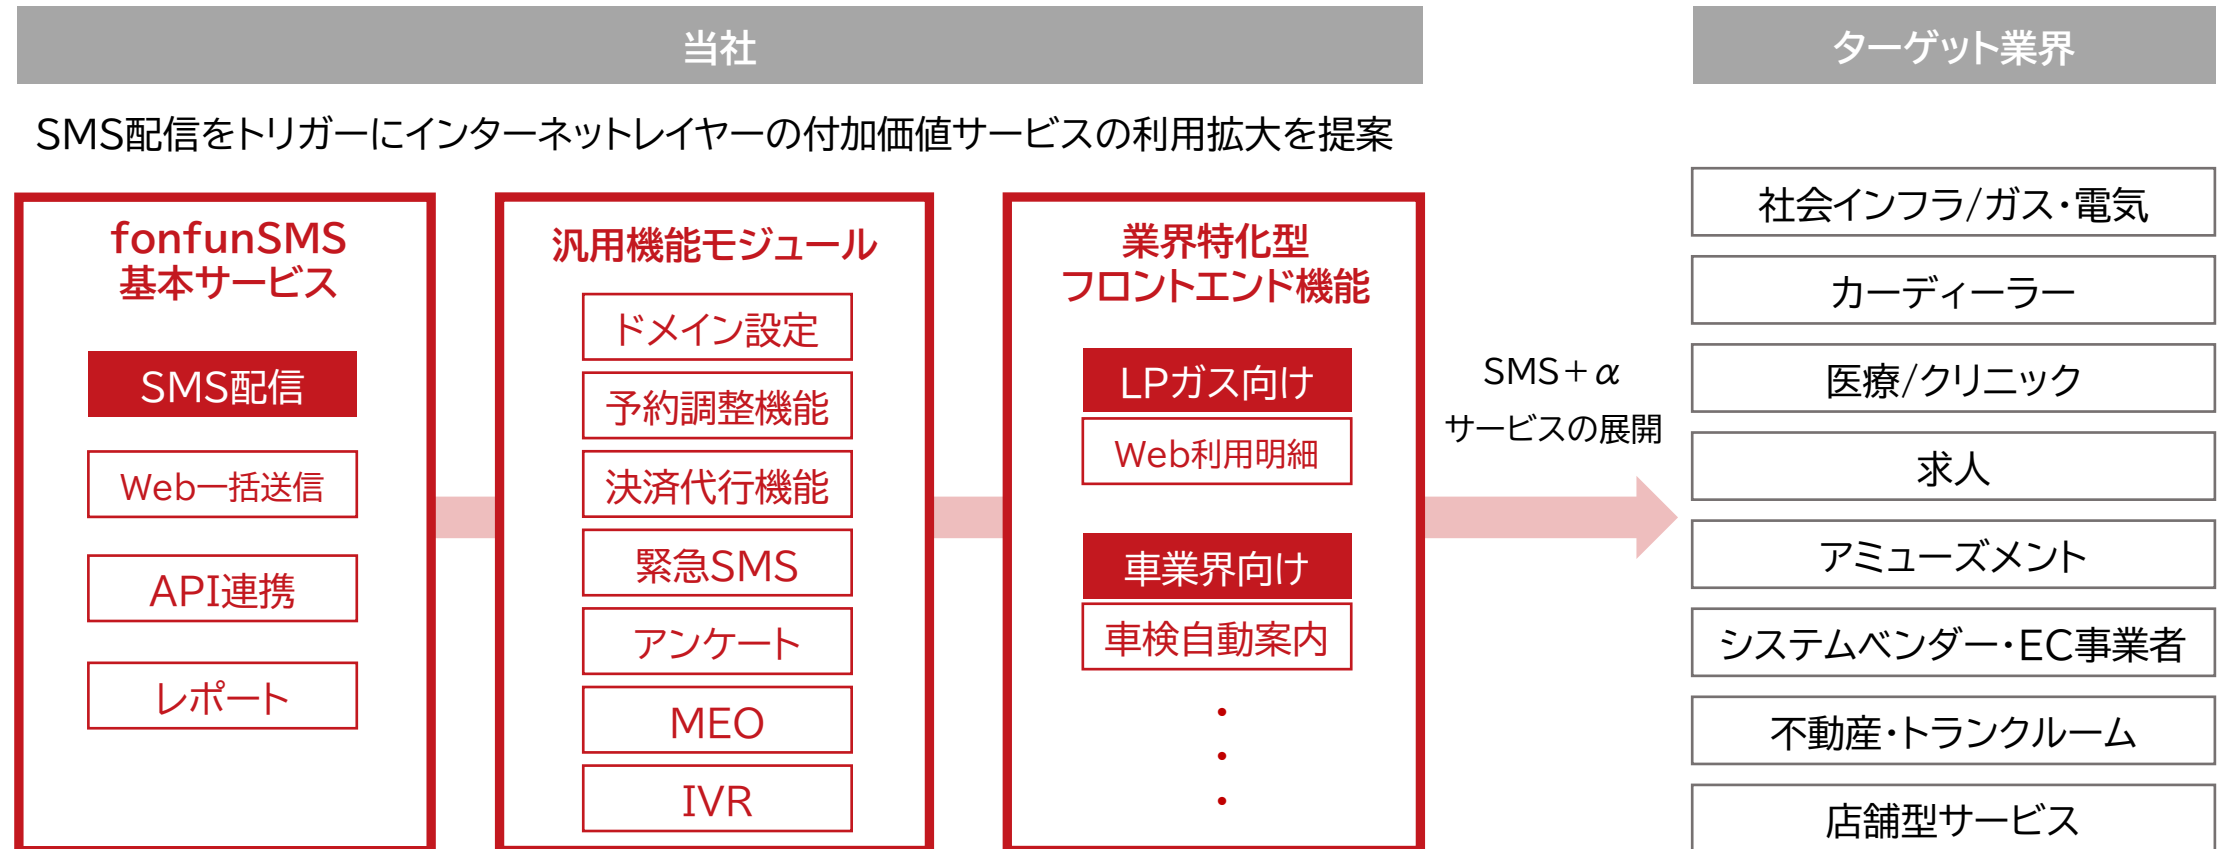 当社
ターゲット業界
SMS配信をトリガーにインターネットレイヤーの付加価値サービスの利用拡大を提案
fonfunSMS
基本サービス
SMS配信
Web一括送信
API連携
レポート
汎用機能モジュール
ドメイン設定
予約調整機能
決済代行機能
緊急SMS
アンケート
MEO
IVR
業界特化型
フロントエンド機能
LPガス向け
Web利用明細
車業界向け
車検自動案内
・
・
・
SMS+α
サービスの展開
社会インフラ/ガス・電気
カーディーラー
医療/クリニック
求人
アミューズメント
システムベンダー・EC事業者
不動産・トランクルーム
店舗型サービス